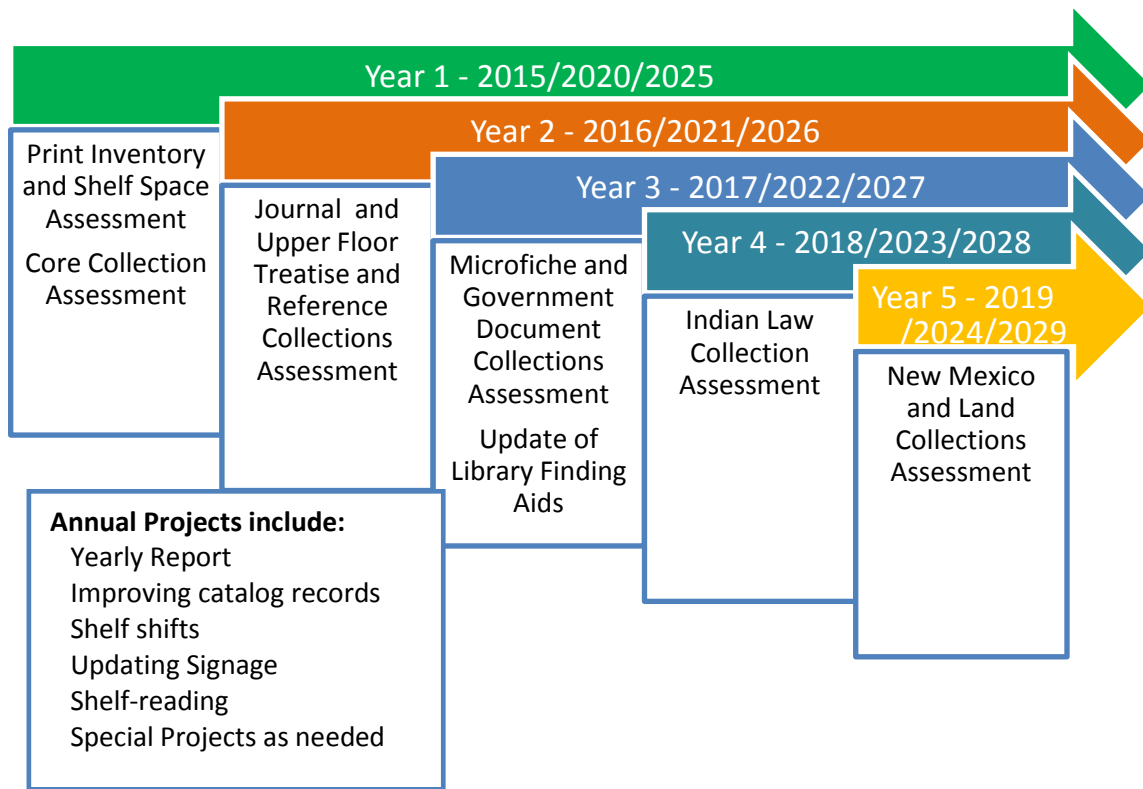 Year 1 - 2015/2020/2025
Print Inventory
and Shelf Space
Assessment
Core Collection
Assessment
Year 2 - 2016/2021/2026
Journal and
Upper Floor
Treatise and
Reference
Collections
Assessment
Year 3 - 2017/2022/2027
Microfiche and
Government
Document
Collections
Assessment
Update of
Library Finding
Aids
Year 4 - 2018/2023/2028
Indian Law
Collection
Assessment
Year 5 - 2019
/2024/2029
New Mexico
and Land
Collections
Assessment
Annual Projects include:
Yearly Report
Improving catalog records
Shelf shifts
Updating Signage
Shelf-reading
Special Projects as needed